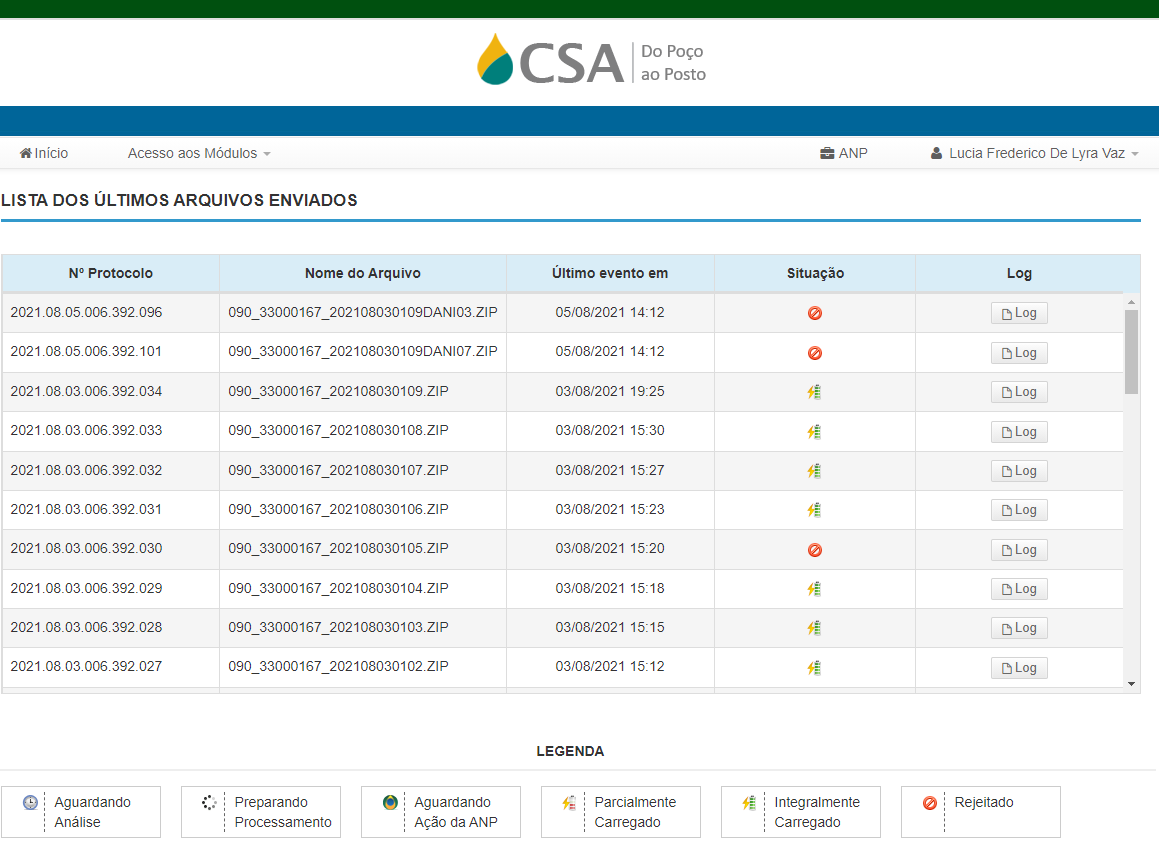 CSA Do Poço
ao Posto
Início Acesso aos Módulos ANP Lucia Frederico De Lyra Vaz
LISTA DOS ÚLTIMOS ARQUIVOS ENVIADOS
Nº Protocolo Nome do Arquivo Último evento em Situação Log
2021.08.05.006.392.096 090_33000167_202108030109DANI03.ZIP 05/08/2021 14:12 Log
2021.08.05.006.392.101 090_33000167_202108030109DANI07.ZIP 05/08/2021 14:12 Log
2021.08.03.006.392.034 090_33000167_202108030109.ZIP 03/08/2021 19:25 Log
2021.08.03.006.392.033 090_33000167_202108030108.ZIP 03/08/2021 15:30 Log
2021.08.03.006.392.032 090_33000167_202108030107.ZIP 03/08/2021 15:27 Log
2021.08.03.006.392.031 090_33000167_202108030106.ZIP 03/08/2021 15:23 Log
2021.08.03.006.392.030 090_33000167_202108030105.ZIP 03/08/2021 15:20 Log
2021.08.03.006.392.029 090_33000167_202108030104.ZIP 03/08/2021 15:18 Log
2021.08.03.006.392.028 090_33000167_202108030103.ZIP 03/08/2021 15:15 Log
2021.08.03.006.392.027 090_33000167_202108030102.ZIP 03/08/2021 15:12 Log
LEGENDA
Aguardando
Análise
Preparando
Processamento
Aguardando
Ação da ANP
Parcialmente
Carregado
Integralmente
Carregado
Rejeitado